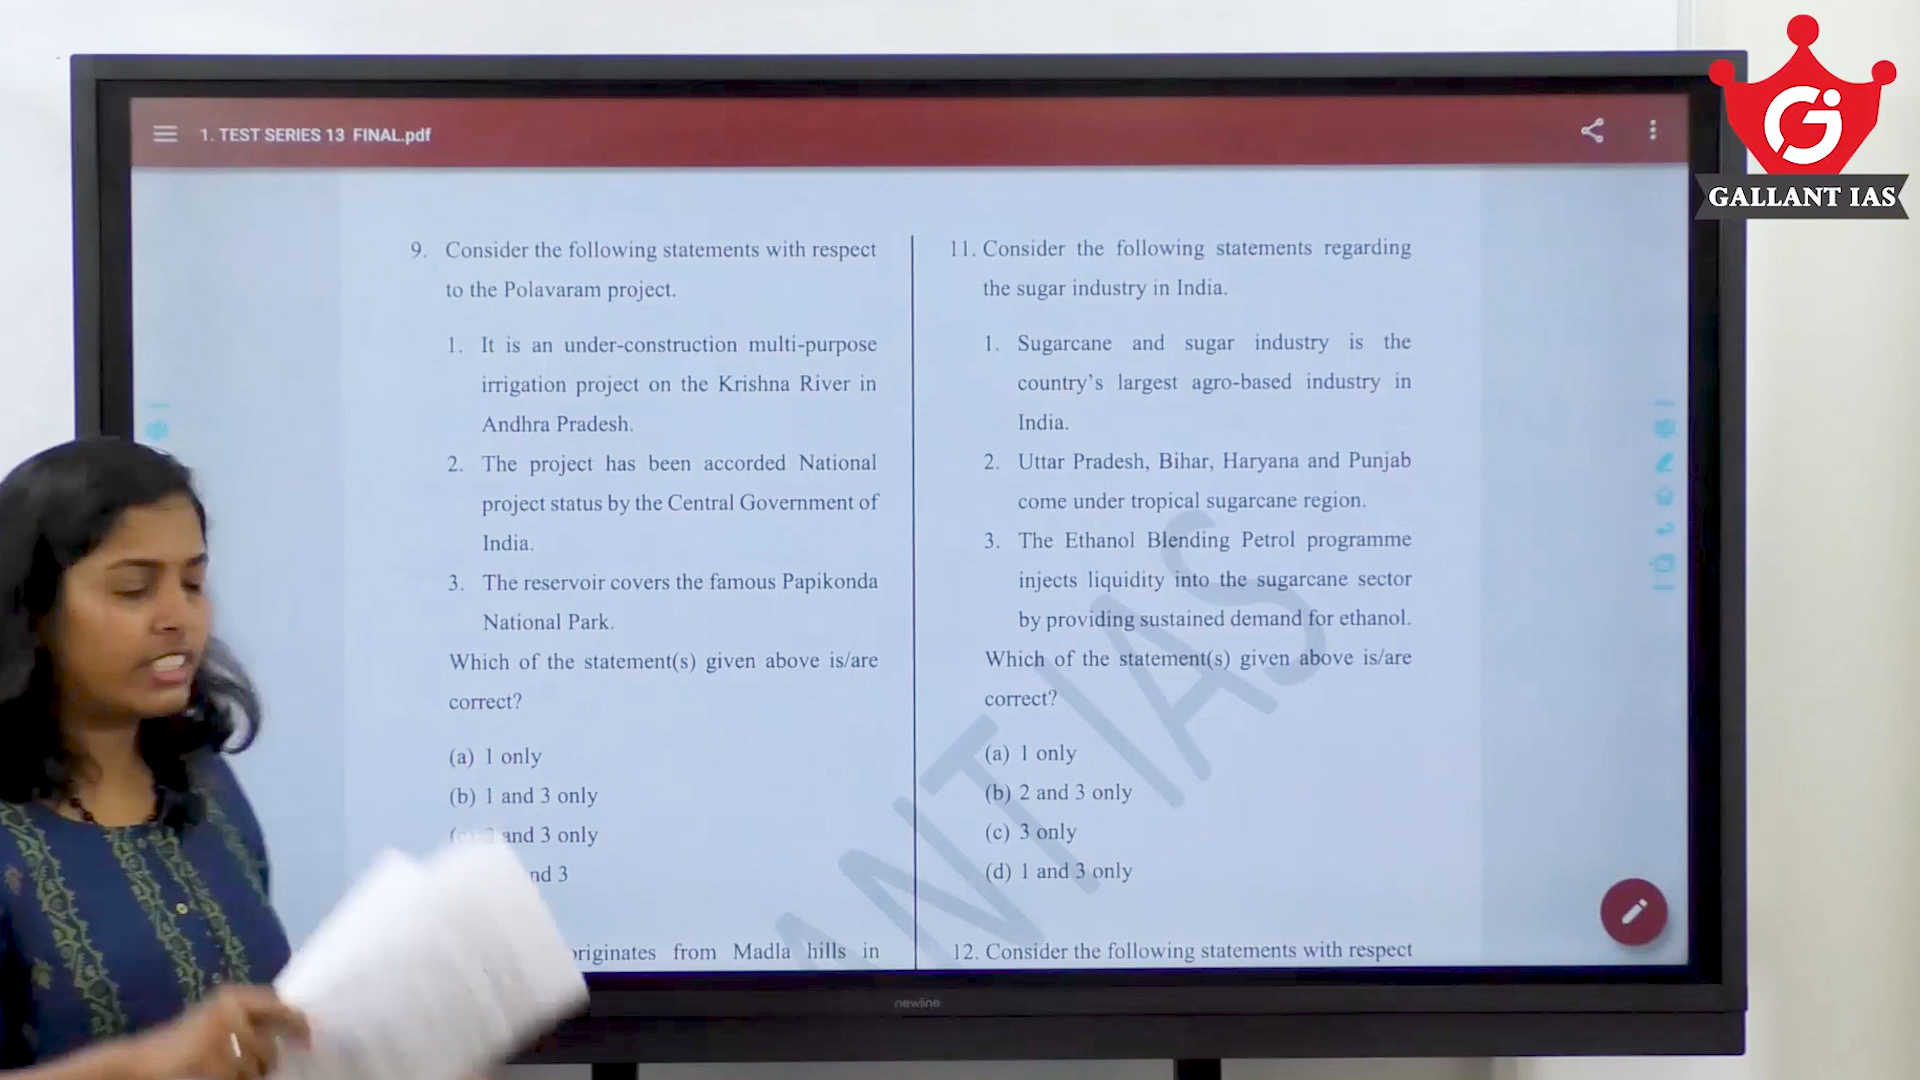 GALLANT IAS
1. TEST SERIES 13 FINAL.pdf
9. Consider the following statements with respect
to the Polavaram project.
1. It is an under-construction multi-purpose
irrigation project on the Krishna River in
Andhra Pradesh.
2. The project has been accorded National
project status by the Central Government of
India.
3. The reservoir covers the famous Papikonda
National Park.
Which of the statement(s) given above is/are
correct?
(a) 1 only
(b) 1 and 3 only
and 3 only
nd 3
originates from Madla hills in
11. Consider the following statements regarding
the sugar industry in India.
1. Sugarcane and sugar industry is the
country's largest agro-based industry in
India.
2. Uttar Pradesh, Bihar, Haryana and Punjab
come under tropical sugarcane region.
3. The Ethanol Blending Petrol programme
injects liquidity into the sugarcane sector
by providing sustained demand for ethanol.
Which of the statement(s) given above is/are
correct?
(a) 1 only
(b) 2 and 3 only
(c) 3 only
(d) 1 and 3 only
12. Consider the following statements with respect
ANT IAS
newline